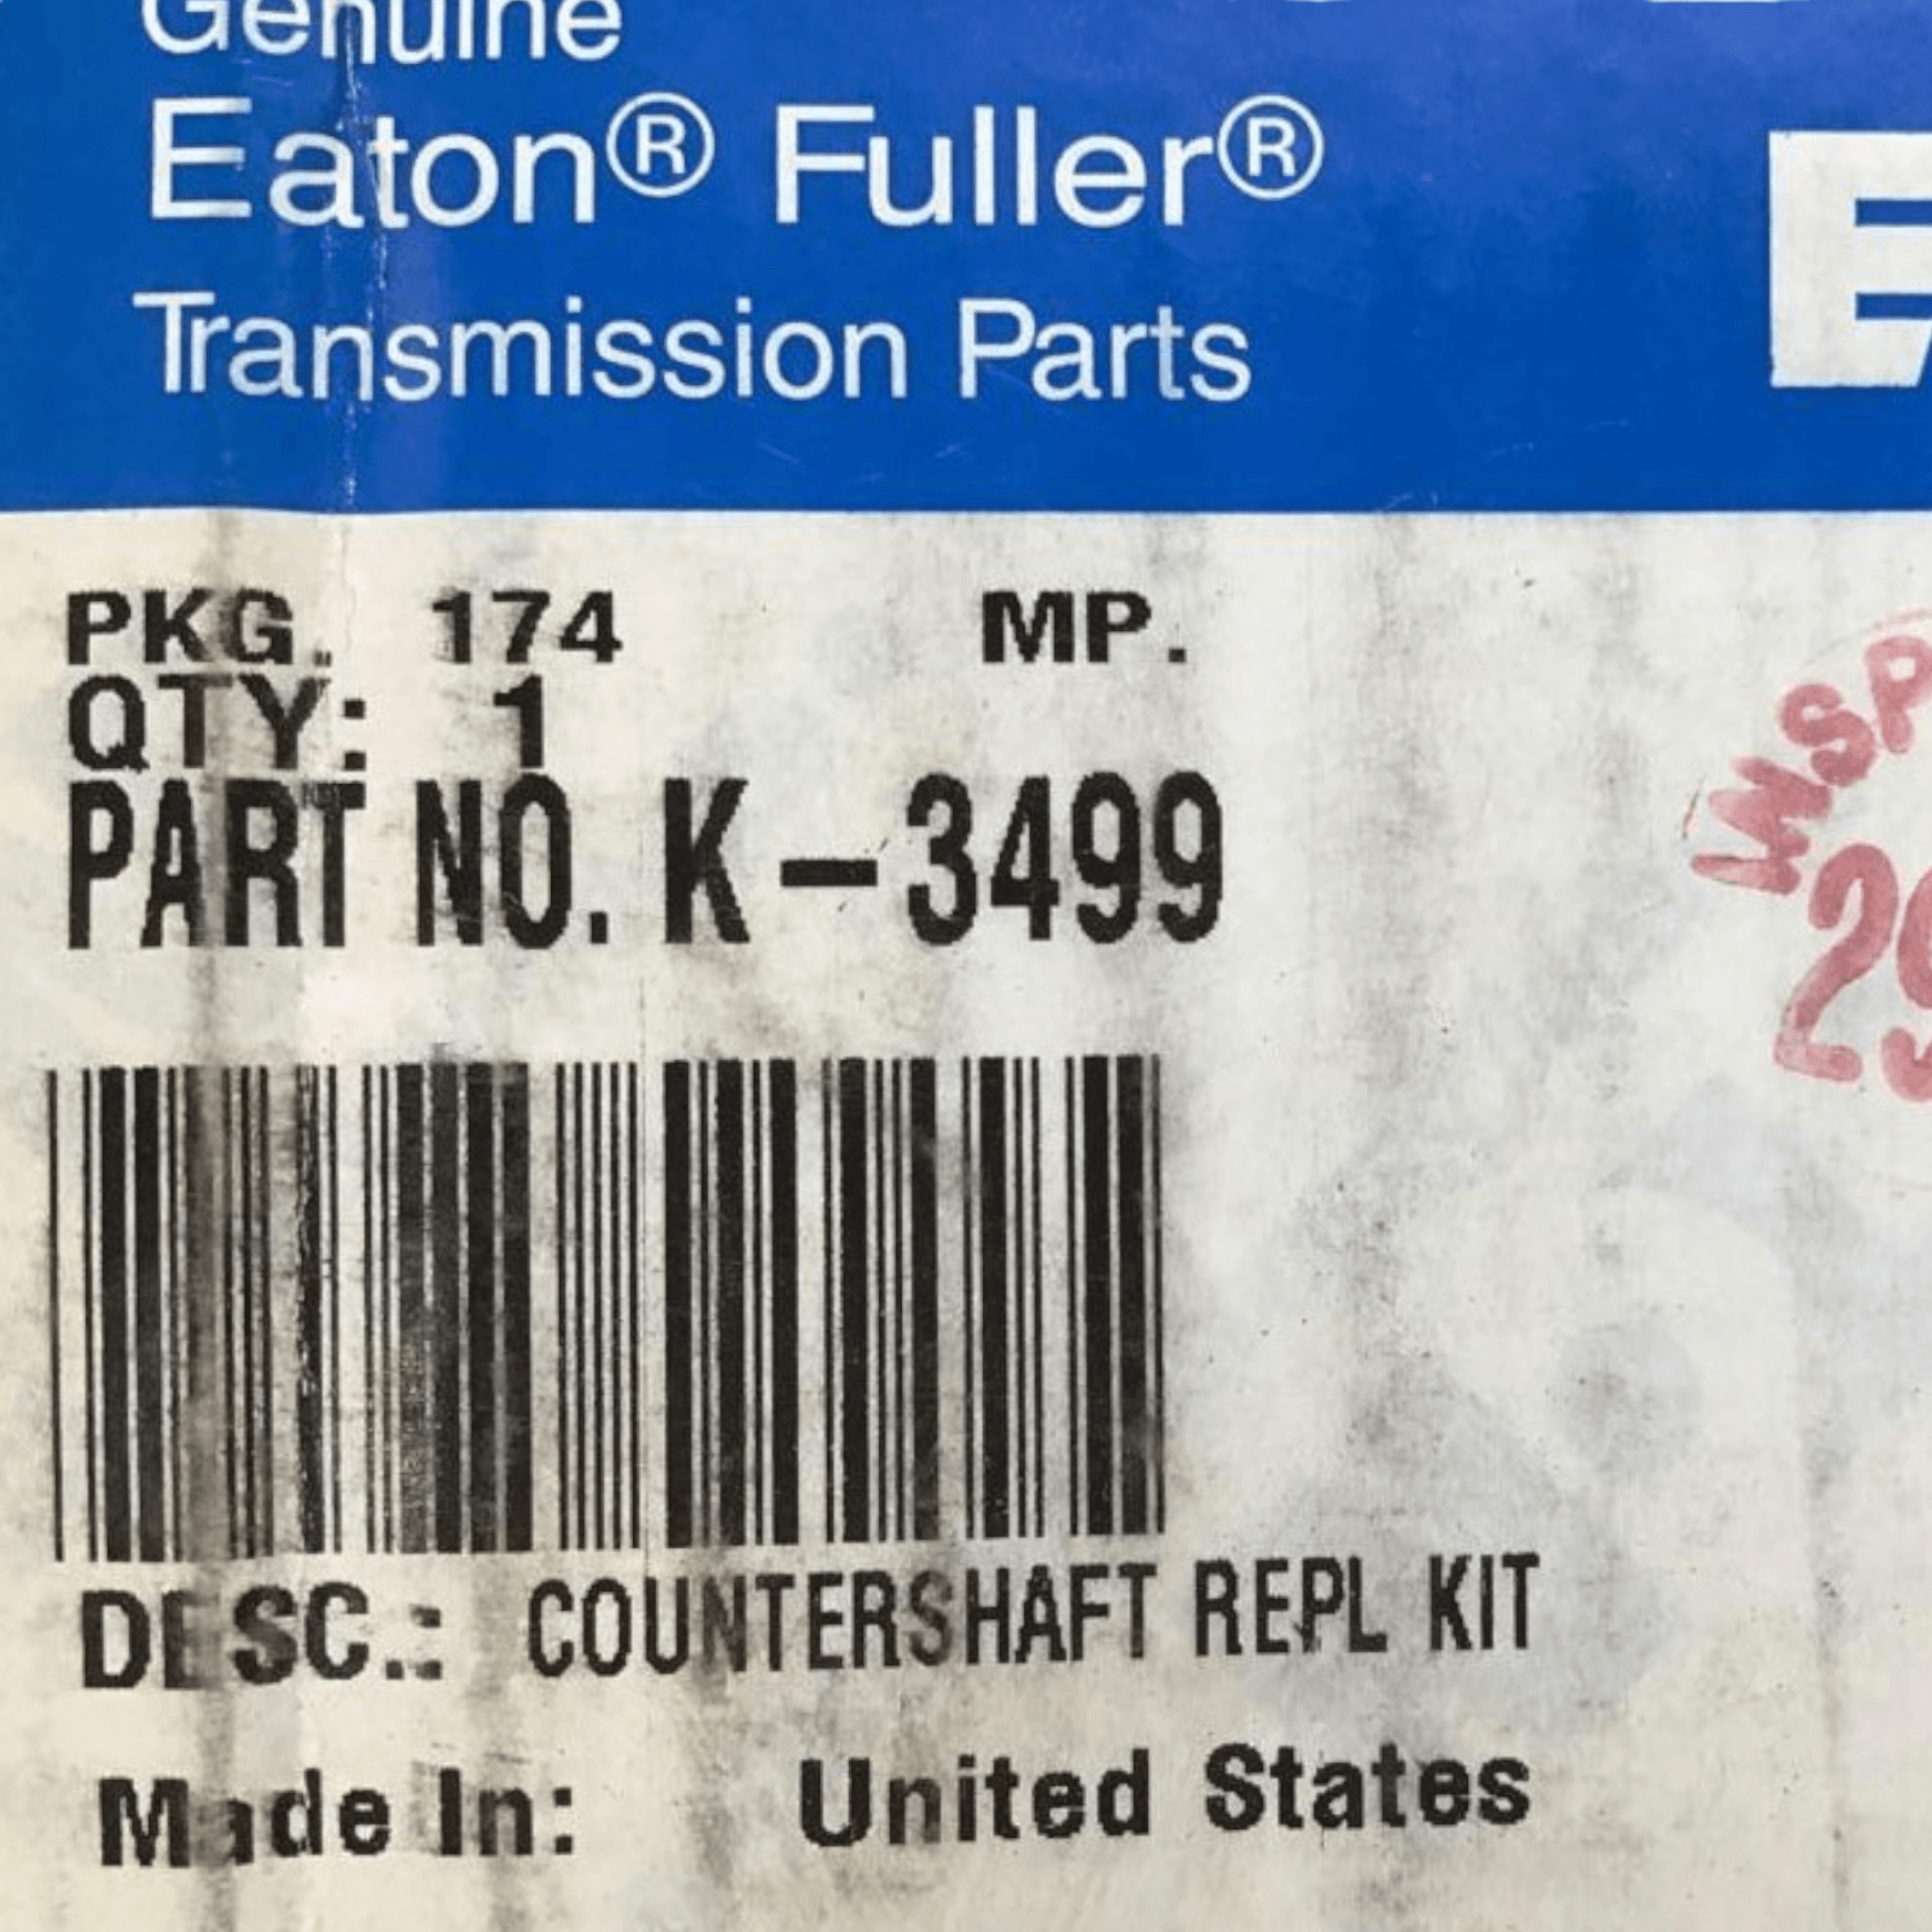 Genuine
Eaton® Fuller®
Transmission Parts
PKG. 174 MP.
QTY: 1
PART NO. K-3499
DESC.: COUNTERSHAFT REPL KIT
Made In: United States